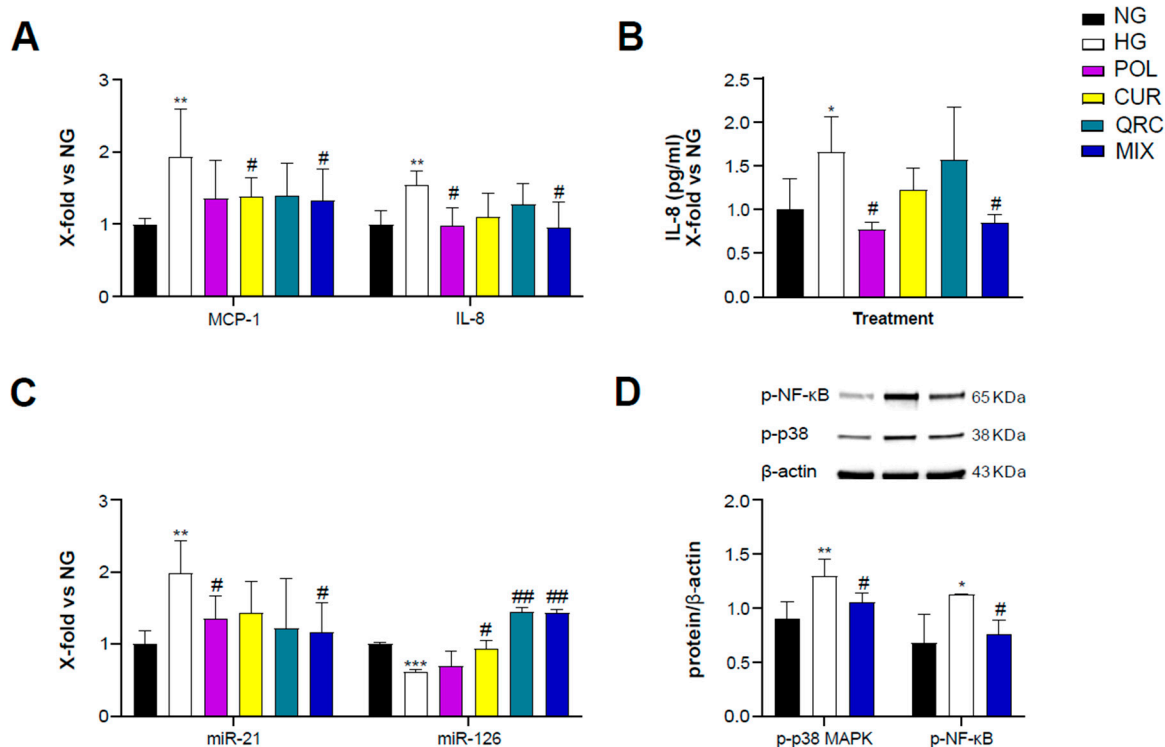 A
X-fold vs NG
3
2
1
0
**
#
#
**
#
#
MCP-1
IL-8
B
IL-8 (pg/ml)
X-fold vs NG
2.5
2.0
1.5
1.0
0.5
0.0
*
#
#
Treatment
NG
HG
POL
CUR
QRC
MIX
C
X-fold vs NG
3
2
1
0
**
#
#
***
#
##
##
miR-21
miR-126
D
p-NF-κB
65 KDa
p-p38
38 KDa
β-actin
43 KDa
protein/β-actin
2.0
1.5
1.0
0.5
0.0
**
#
*
#
p-p38 MAPK
p-NF-κB